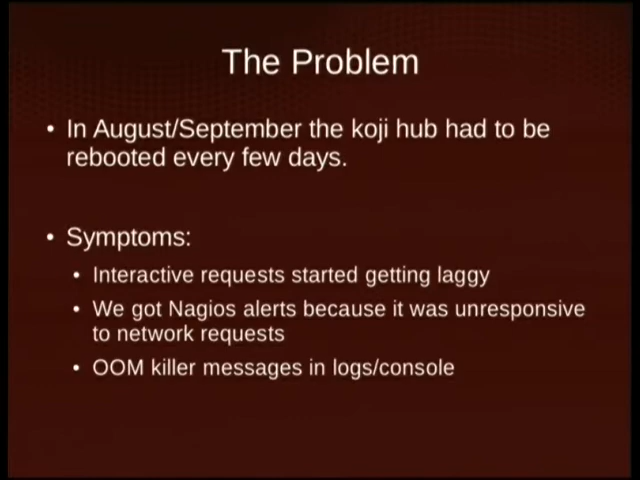 The Problem
• In August/September the koji hub had to be
rebooted every few days.
• Symptoms:
• Interactive requests started getting laggy
• We got Nagios alerts because it was unresponsive
to network requests
• OOM killer messages in logs/console